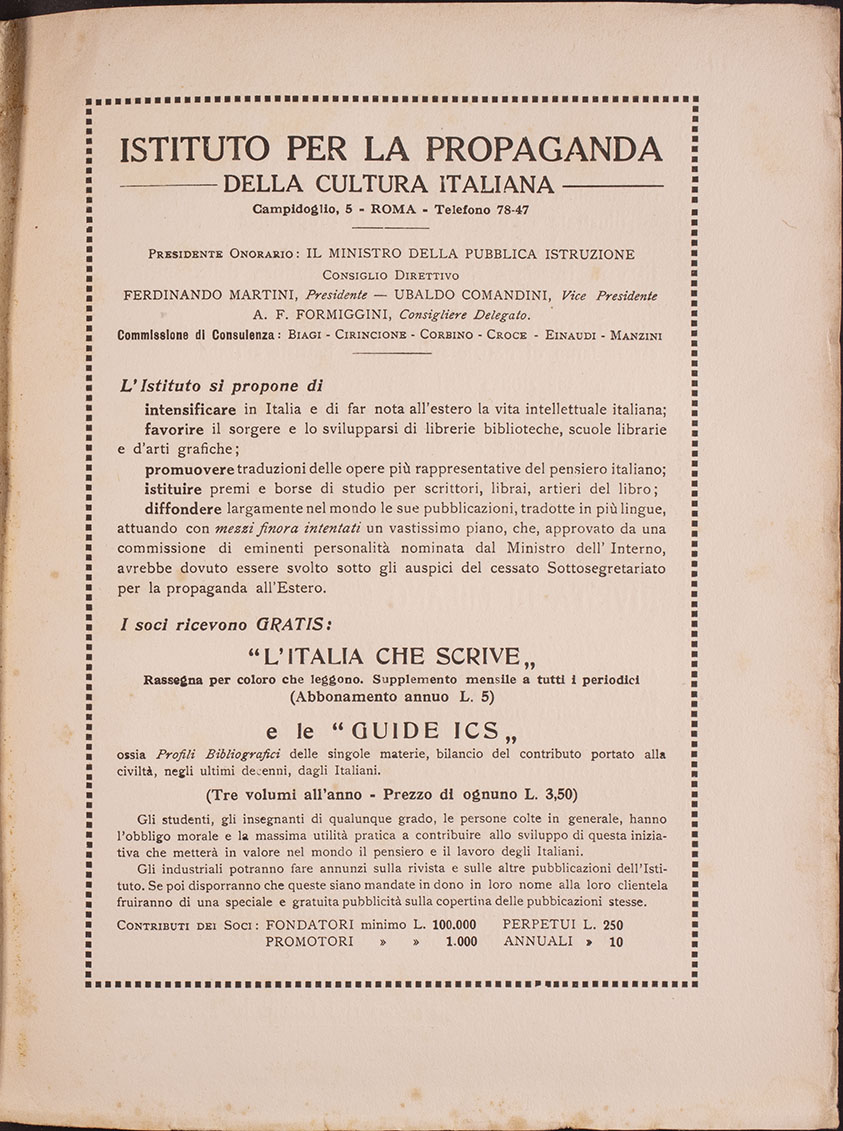 ISTITUTO PER LA PROPAGANDA
DELLA CULTURA ITALIANA
Campidoglio, 5 - ROMA - Telefono 78-47
PRESIDENTE ONORARIO: IL MINISTRO DELLA PUBBLICA ISTRUZIONE
CONSIGLIO DIRETTIVO
FERDINANDO MARTINI, Presidente — UBALDO COMANDINI, Vice Presidente
A. F. FORMIGGINI, Consigliere Delegato.
Commissione di Consulenza: BIAGI - CIRINCIONE - CORBINO - CROCE - EINAUDI - MANZINI
L'Istituto si propone di
intensificare in Italia e di far nota all'estero la vita intellettuale italiana;
favorire il sorgere e lo svilupparsi di librerie biblioteche, scuole librarie
e d'arti grafiche;
promuovere traduzioni delle opere più rappresentative del pensiero italiano;
istituire premi e borse di studio per scrittori, librai, artieri del libro;
diffondere largamente nel mondo le sue pubblicazioni, tradotte in più lingue,
attuando con mezzi finora intentati un vastissimo piano, che, approvato da una
commissione di eminenti personalità nominata dal Ministro dell' Interno,
avrebbe dovuto essere svolto sotto gli auspici del cessato Sottosegretariato
per la propaganda all'Estero.
I soci ricevono GRATIS:
“L'ITALIA CHE SCRIVE„
Rassegna per coloro che leggono. Supplemento mensile a tutti i periodici
(Abbonamento annuo L. 5)
e le “GUIDE ICS„
ossia Profili Bibliografici delle singole materie, bilancio del contributo portato alla
civiltà, negli ultimi decenni, dagli Italiani.
(Tre volumi all'anno - Prezzo di ognuno L. 3,50)
Gli studenti, gli insegnanti di qualunque grado, le persone colte in generale, hanno
l'obbligo morale e la massima utilità pratica a contribuire allo sviluppo di questa inizia-
tiva che metterà in valore nel mondo il pensiero e il lavoro degli Italiani.
Gli industriali potranno fare annunzi sulla rivista e sulle altre pubblicazioni dell'Isti-
tuto. Se poi disporranno che queste siano mandate in dono in loro nome alla loro clientela
fruiranno di una speciale e gratuita pubblicità sulla copertina delle pubbicazioni stesse.
CONTRIBUTI DEI SOCI: FONDATORI minimo L. 100.000 PERPETUI L. 250
PROMOTORI » » 1.000 ANNUALI » 10